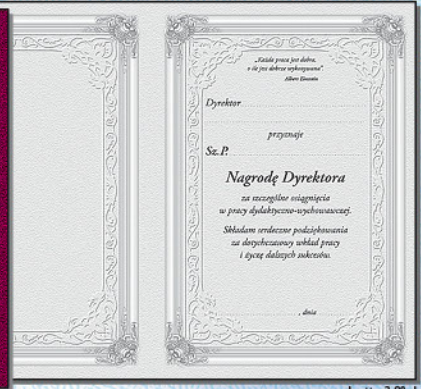 „Każda praca jest dobra,
o ile jest dobrze wykonywana”.
Albert Einstein
Dyrektor
przyznaje
Sz.P.
Nagrodę Dyrektora
za szczególne osiągnięcia
w pracy dydaktyczno-wychowawczej.
Składam serdeczne podziękowania
za dotychczasowy wkład pracy
i życzę dalszych sukcesów.
, dnia